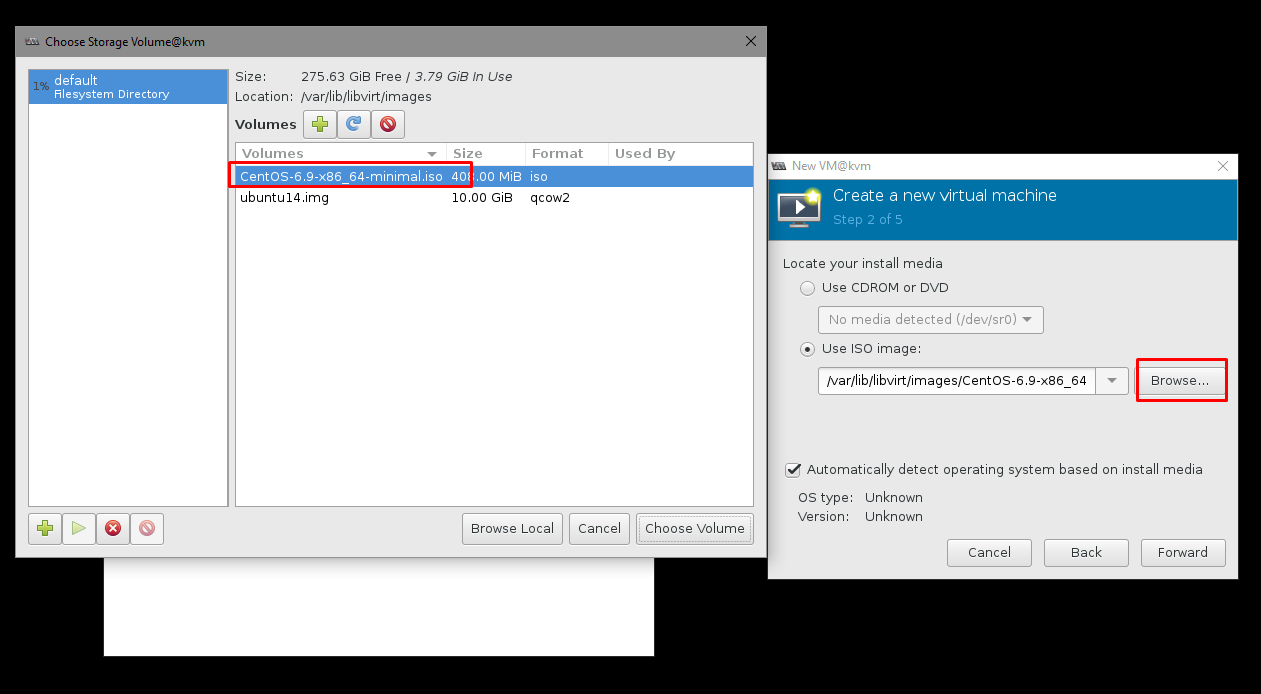 Choose Storage Volume@kvm
1%
default
Filesystem Directory
Size: 275.63 GiB Free / 3.79 GiB In Use
Location: /var/lib/libvirt/images
Volumes
Volumes Size Format Used By
CentOS-6.9-x86_64-minimal.iso 408.00 MiB iso
ubuntu14.img 10.00 GiB qcow2
Browse Local Cancel Choose Volume
New VM@kvm
Create a new virtual machine
Step 2 of 5
Locate your install media
Use CDROM or DVD
No media detected (/dev/sr0)
Use ISO image:
/var/lib/libvirt/images/CentOS-6.9-x86_64 Browse...
Automatically detect operating system based on install media
OS type: Unknown
Version: Unknown
Cancel Back Forward